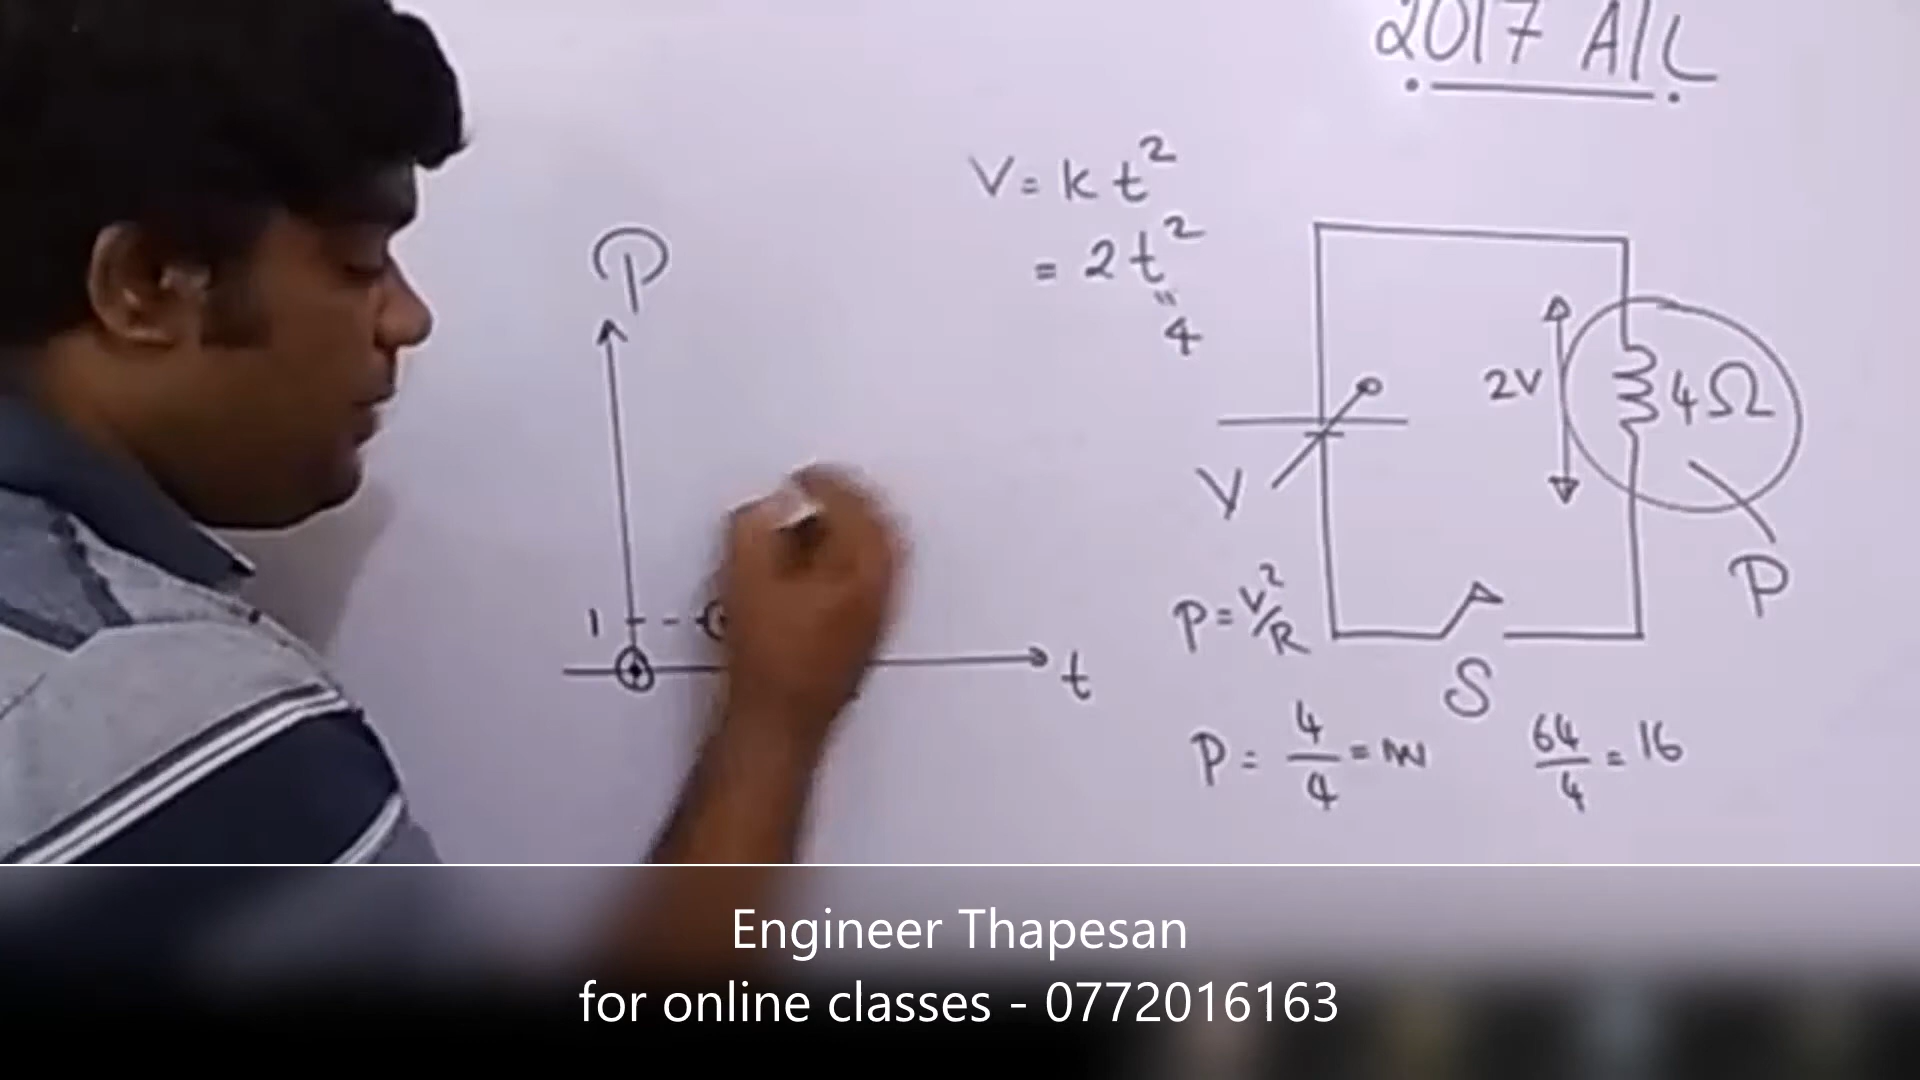 2017 A/L
V = kt²
= 2t²
"
4
P
1
t
2V
4Ω
V
P
S
P = V²/R
P = 4/4 = 1W
64/4 = 16
Engineer Thapesan
for online classes - 0772016163